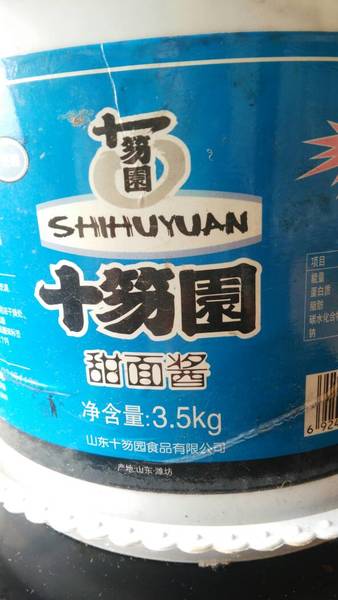 十笏園
SHIHUYUAN
十笏園
甜面酱
净含量:3.5kg
山东十笏园食品有限公司
产地:山东·潍坊
项目
能量
蛋白质
脂肪
碳水化合物
钠